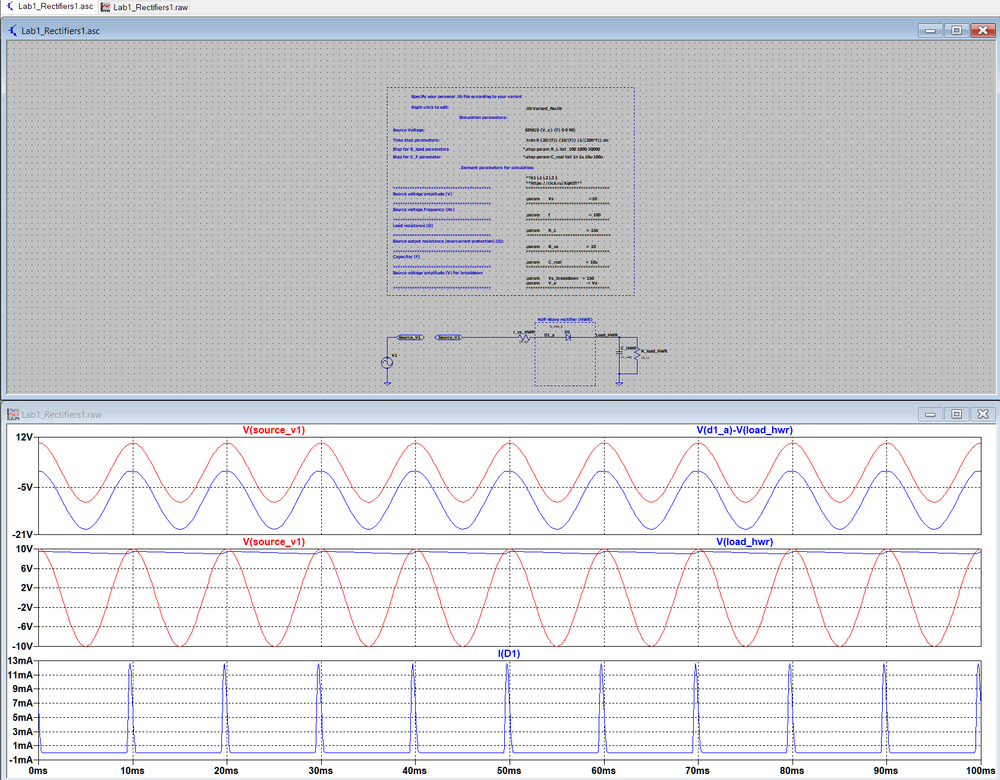 Lab1_Rectifiers1.asc Lab1_Rectifiers1.raw
Lab1_Rectifiers1.asc
Specify your personal .lib file according to your variant
Right-click to edit: .lib Variant_No.lib
Simulation parameters:
Source Voltage: SINE(0 {V_s} {f} 0 0 90)
Time step parameters: .tran 0 {20/{f}} {10/{f}} {1/(200*f)} uic
Step for R_load parameters *.step param R_L list 100 1000 10000
Step for C_F parameter *.step param C_real list 1n 1u 10u 100u
Element parameters for simulation:
**K1 L1 L2 L3 1
Source voltage amplitude [V]
.param Vs =10
Source voltage frequency [Hz]
.param f = 100
Load resistance [Ω]
.param R_L = 15k
Source output resistance (overcurrent protection) [Ω]:
.param R_vs = 10
Capacitor [F]
.param C_real = 10u
Source voltage amplitude [V] for breakdown
.param Vs_breakdown = 150
.param V_s = Vs
Half-Wave rectifier (HWR)
r_vs_HWR D1
Source_V1 Source_V1 D1_a Load_HWR
{R_vs}
C_HWR R_load_HWR
{C_real} {R_L}
V1
Lab1_Rectifiers1.raw
V(source_v1) V(d1_a)-V(load_hwr)
12V
-5V
-21V
V(source_v1) V(load_hwr)
10V
6V
2V
-2V
-6V
-10V
I(D1)
13mA
11mA
9mA
7mA
5mA
3mA
1mA
-1mA
0ms 10ms 20ms 30ms 40ms 50ms 60ms 70ms 80ms 90ms 100ms